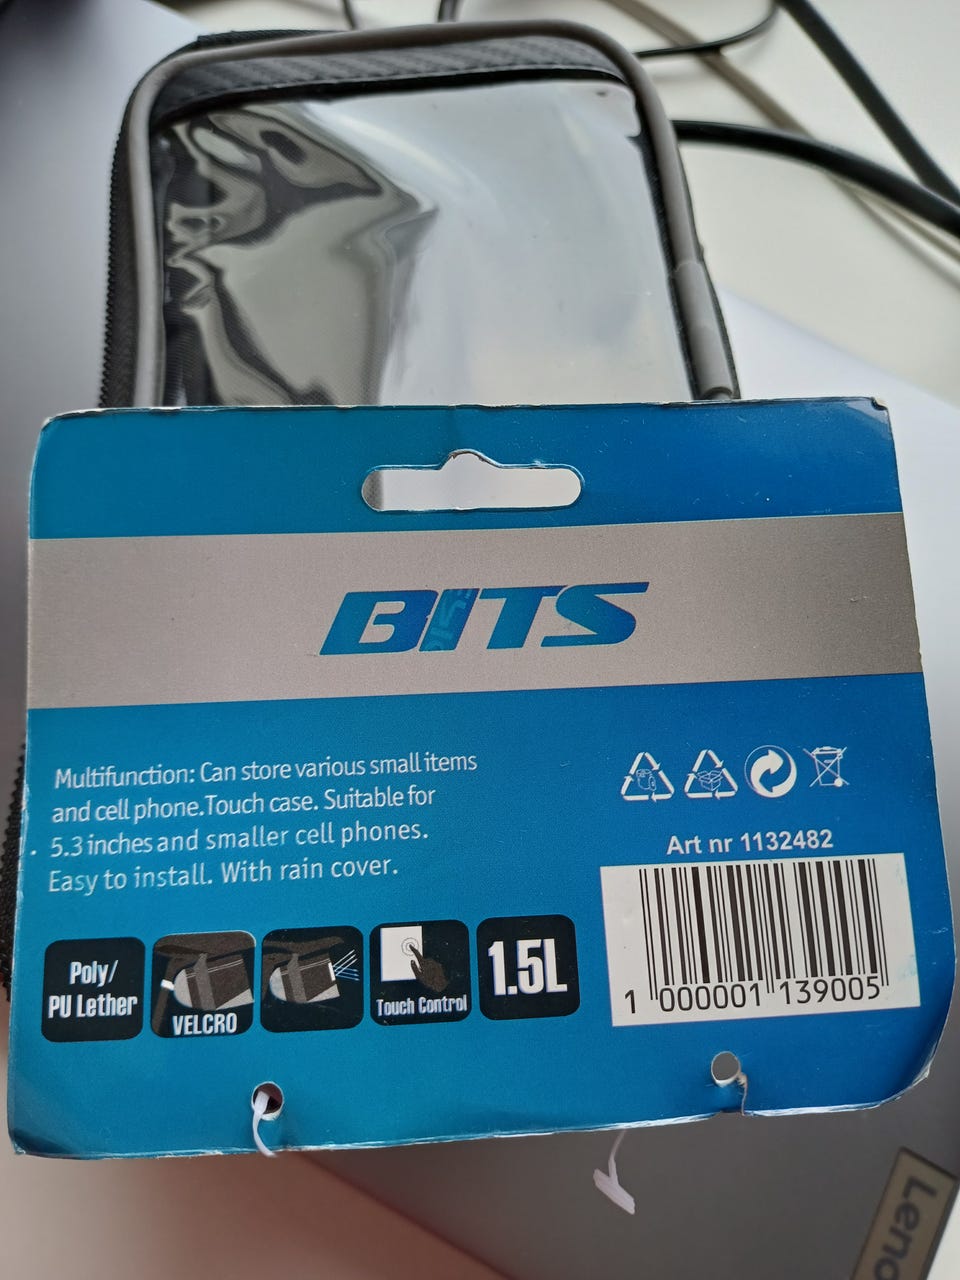 BITS
Multifunction: Can store various small items
and cell phone.Touch case. Suitable for
5.3 inches and smaller cell phones.
Easy to install. With rain cover.
Art nr 1132482
1 000001 139005
Poly/
PU Lether
VELCRO
Touch Control
1.5L